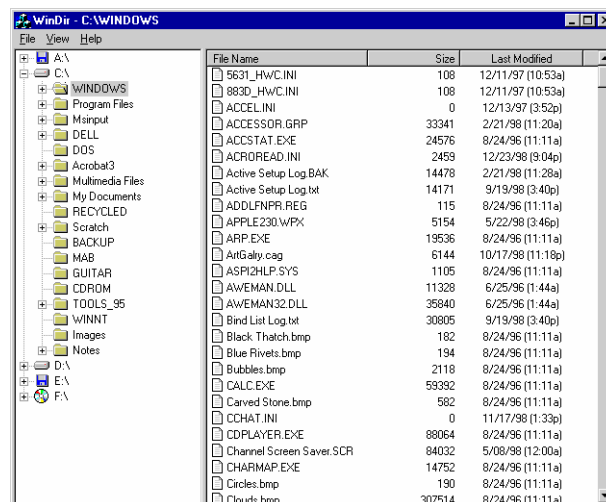 WinDir - C:\WINDOWS
File View Help
A:\
C:\
WINDOWS
Program Files
Msinput
DELL
DOS
Acrobat3
Multimedia Files
My Documents
RECYCLED
Scratch
BACKUP
MAB
GUITAR
CDROM
TOOLS_95
WINNT
Images
Notes
D:\
E:\
F:\
File Name Size Last Modified
5631_HWC.INI 108 12/11/97 (10:53a)
883D_HWC.INI 108 12/11/97 (10:53a)
ACCEL.INI 0 12/13/97 (3:52p)
ACCESSOR.GRP 33341 2/21/98 (11:20a)
ACCSTAT.EXE 24576 8/24/96 (11:11a)
ACROREAD.INI 2459 12/23/98 (9:04p)
Active Setup Log.BAK 14478 2/21/98 (11:28a)
Active Setup Log.txt 14171 9/19/98 (3:40p)
ADDLFNPR.REG 115 8/24/96 (11:11a)
APPLE230.WPX 5154 5/22/98 (3:46p)
ARP.EXE 19536 8/24/96 (11:11a)
ArtGalry.cag 6144 10/17/98 (11:18p)
ASPI2HLP.SYS 1105 8/24/96 (11:11a)
AWEMAN.DLL 11328 6/25/96 (1:44a)
AWEMAN32.DLL 35840 6/25/96 (1:44a)
Bind List Log.txt 30805 9/19/98 (3:40p)
Black Thatch.bmp 182 8/24/96 (11:11a)
Blue Rivets.bmp 194 8/24/96 (11:11a)
Bubbles.bmp 2118 8/24/96 (11:11a)
CALC.EXE 59392 8/24/96 (11:11a)
Carved Stone.bmp 582 8/24/96 (11:11a)
CCHAT.INI 0 11/17/98 (1:33p)
CDPLAYER.EXE 88064 8/24/96 (11:11a)
Channel Screen Saver.SCR 84032 5/08/98 (12:00a)
CHARMAP.EXE 14752 8/24/96 (11:11a)
Circles.bmp 190 8/24/96 (11:11a)
Clouds.bmp 307514 8/24/96 (11:11a)